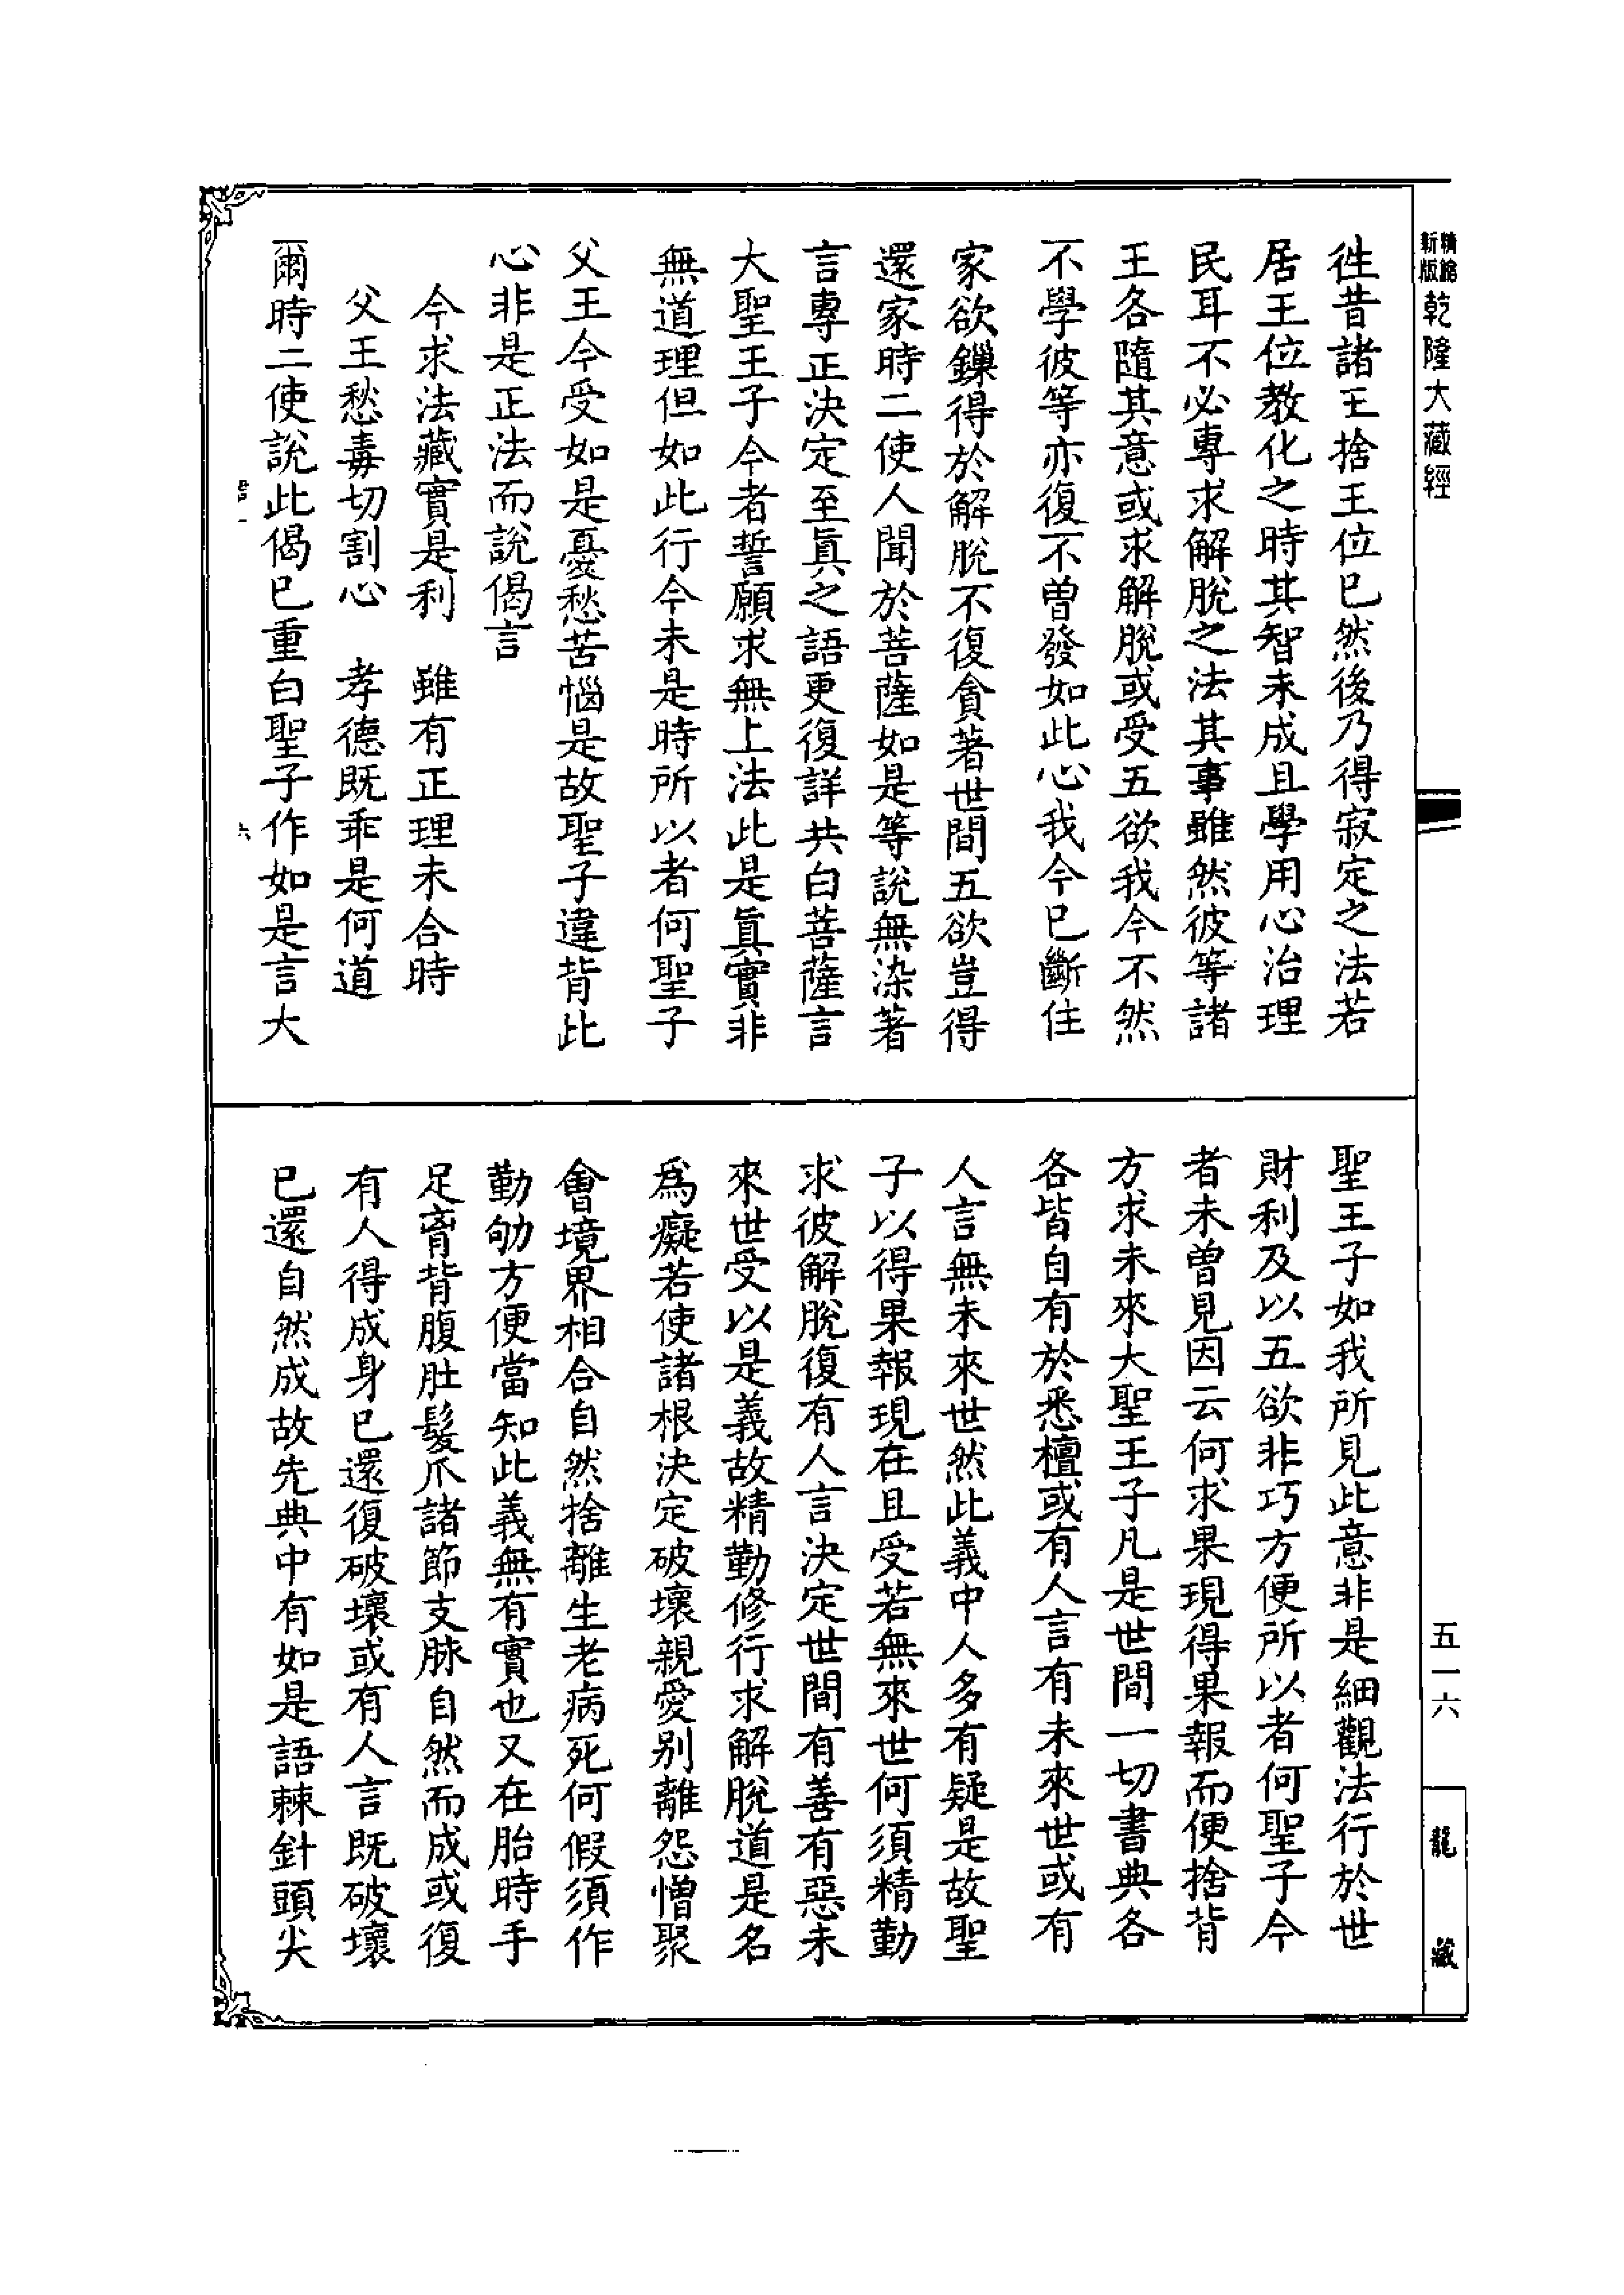 新版
精繪
乾隆大藏經
往昔諸王捨王位已然後乃得寂定之法若
居王位教化之時其智未成且學用心治理
民耳不必專求解脫之法其事雖然彼等諸
王各隨其意或求解脫或受五欲我今不然
不學彼等亦復不曾發如此心我今已斷住
家欲鏁得於解脫不復貪著世間五欲豈得
還家時二使人聞於菩薩如是等說無染著
言專正決定至眞之語更復詳共白菩薩言
大聖王子今者誓願求無上法此是眞實非
無道理但如此行今未是時所以者何聖子
父王今受如是憂愁苦惱是故聖子違背此
心非是正法而說偈言
今求法藏實是利　雖有正理未合時
父王愁毒切割心　孝德既乖是何道
爾時二使說此偈已重白聖子作如是言大
六
聖王子如我所見此意非是細觀法行於世
財利及以五欲非巧方便所以者何聖子今
者未曾見因云何求果現得果報而便捨背
方求未來大聖王子凡是世間一切書典各
各皆自有於悉檀或有人言有未來世或有
人言無未來世然此義中人多有疑是故聖
子以得果報現在且受若無來世何須精勤
求彼解脫復有人言決定世間有善有惡未
來世受以是義故精勤修行求解脫道是名
爲癡若使諸根決定破壞親愛別離怨憎聚
會境界相合自然捨離生老病死何假須作
勤劬方便當知此義無有實也又在胎時手
足脊背腹肚髮爪諸節支脉自然而成或復
有人得成身已還復破壞或有人言既破壞
已還自然成故先典中有如是語棘針頭尖
五一六
龍
藏